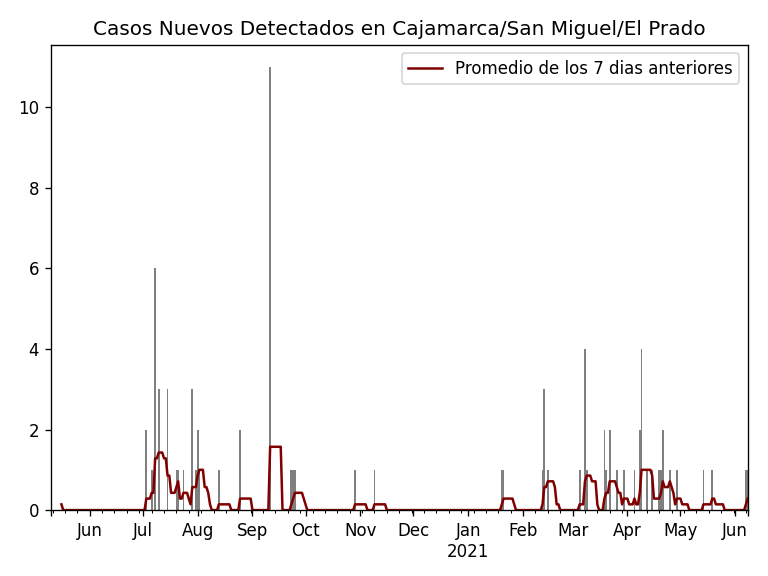 Casos Nuevos Detectados en Cajamarca/San Miguel/El Prado
Promedio de los 7 dias anteriores
10
8
6
4
2
0
Jun Jul Aug Sep Oct Nov Dec Jan Feb Mar Apr May Jun
2021